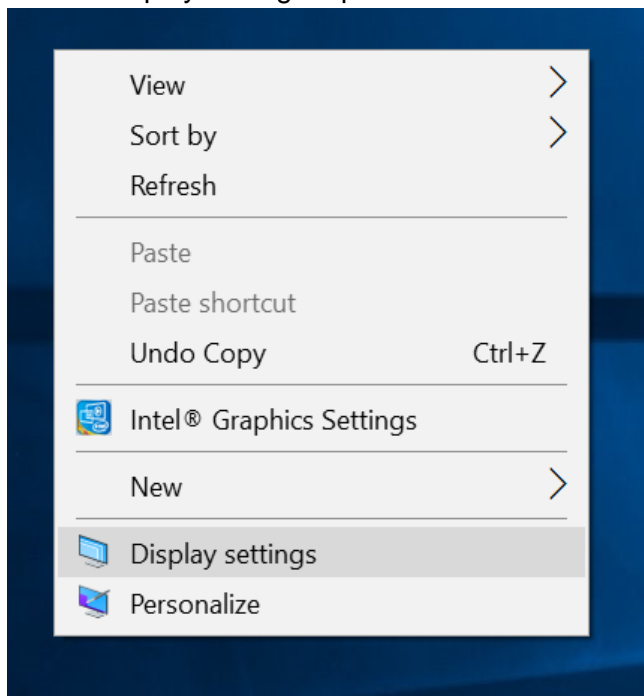 View
Sort by
Refresh
Paste
Paste shortcut
Undo Copy Ctrl+Z
Intel® Graphics Settings
New
Display settings
Personalize